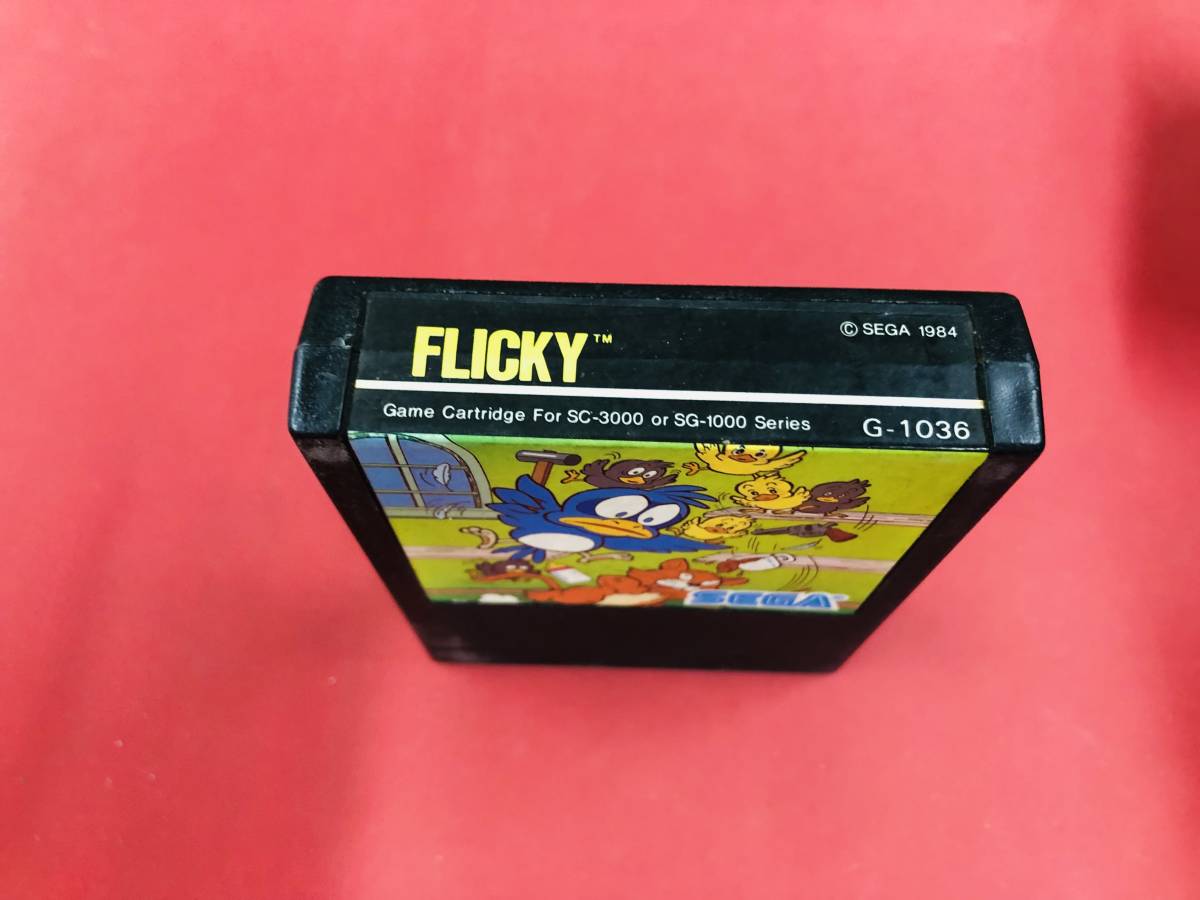 FLICKY™
© SEGA 1984
Game Cartridge For SC-3000 or SG-1000 Series
G-1036
SEGA®